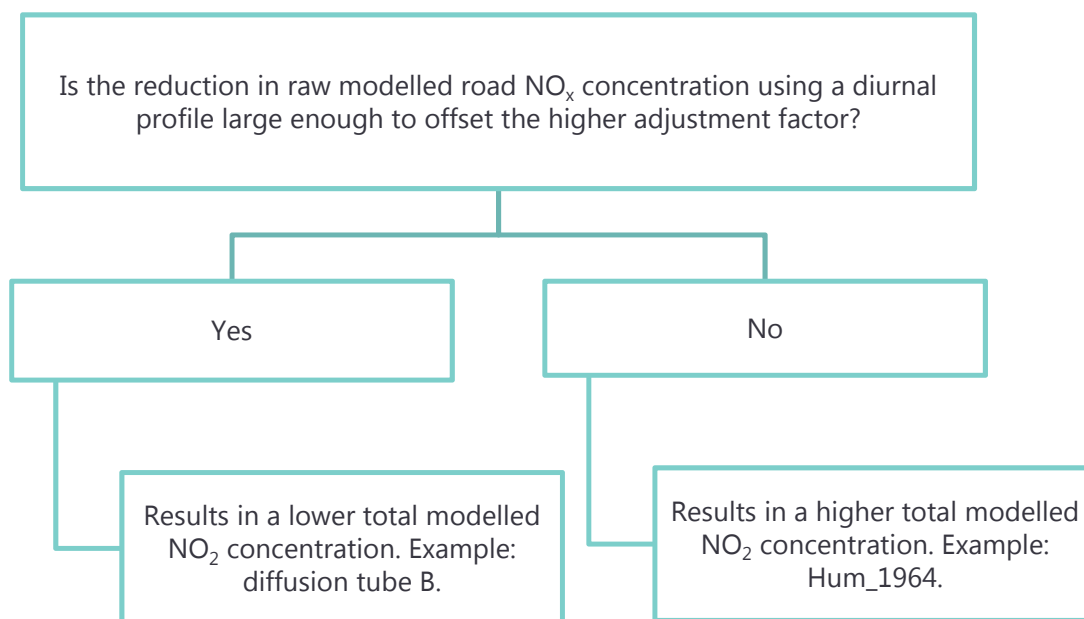 Is the reduction in raw modelled road NOx concentration using a diurnal
profile large enough to offset the higher adjustment factor?
Yes
No
Results in a lower total modelled
NO2 concentration. Example:
diffusion tube B.
Results in a higher total modelled
NO2 concentration. Example:
Hum_1964.